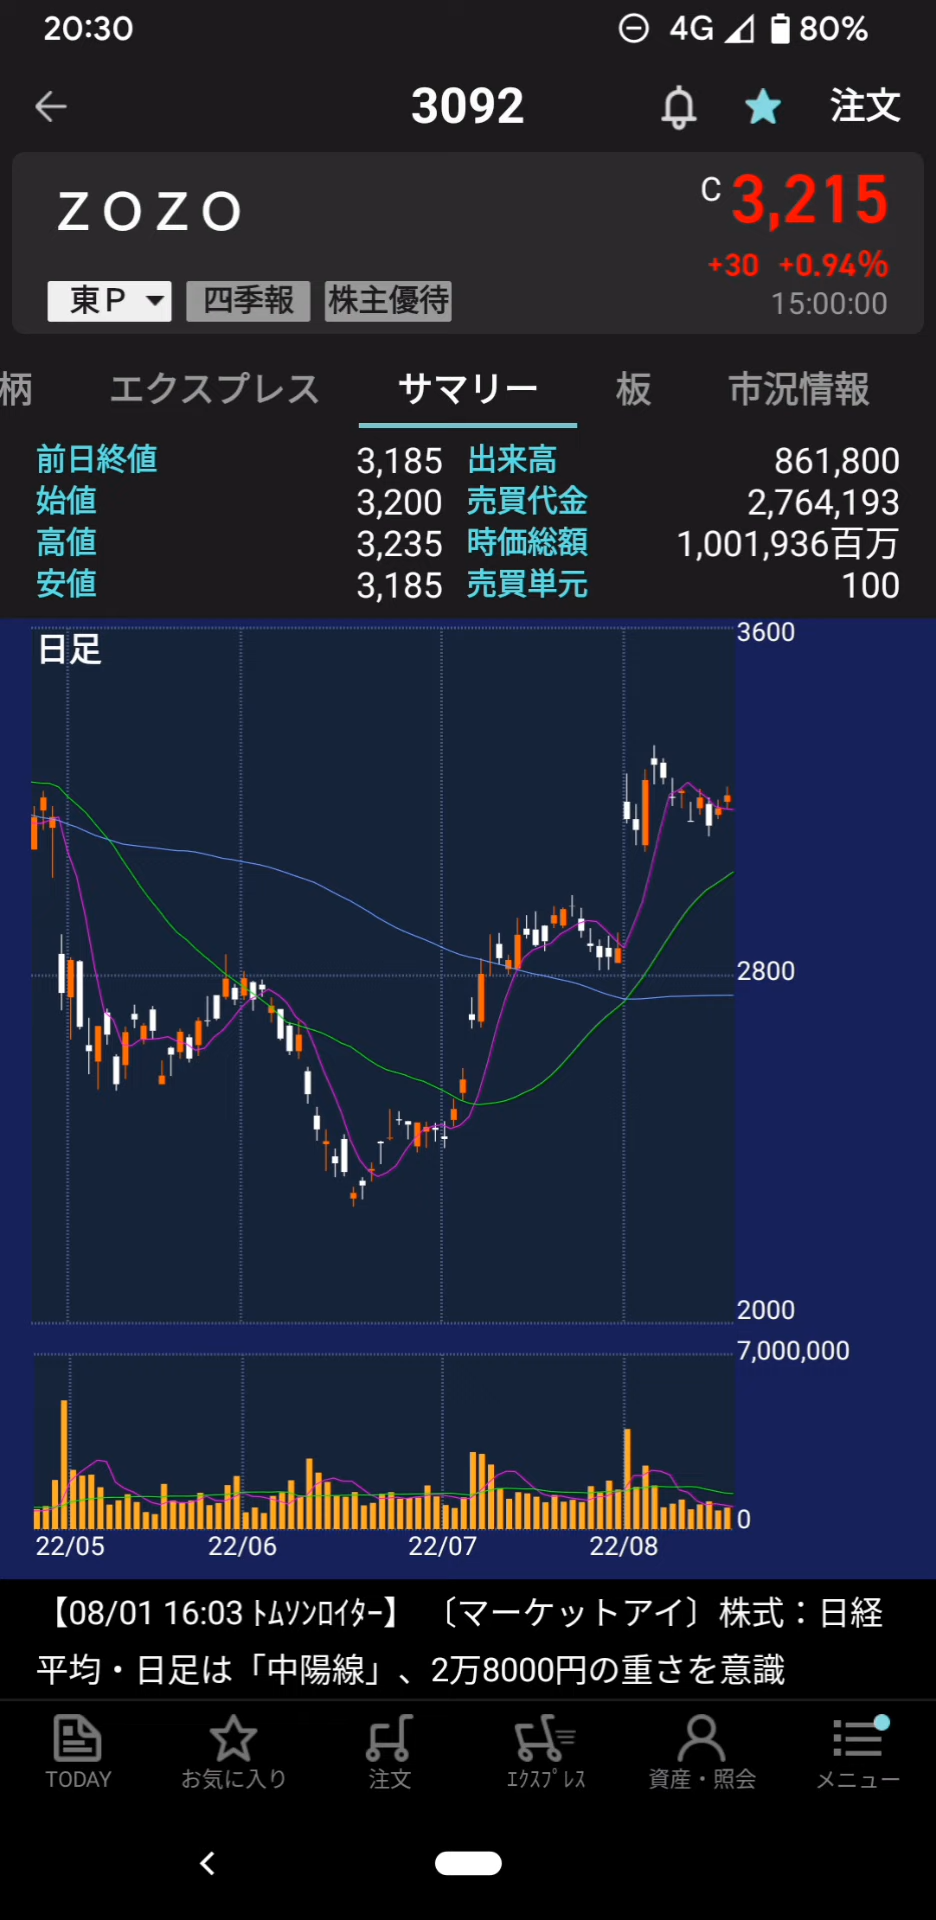 20:30 4G 80%
3092 注文
ＺＯＺＯ C 3,215
+30 +0.94%
東Ｐ 四季報 株主優待 15:00:00
柄 エクスプレス サマリー 板 市況情報
前日終値 3,185 出来高 861,800
始値 3,200 売買代金 2,764,193
高値 3,235 時価総額 1,001,936百万
安値 3,185 売買単元 100
日足
3600
2800
2000
7,000,000
0
22/05 22/06 22/07 22/08
【08/01 16:03 ﾄﾑｿﾝﾛｲﾀｰ】 〔マーケットアイ〕株式：日経
平均・日足は「中陽線」、2万8000円の重さを意識
TODAY お気に入り 注文 ｴｸｽﾌﾟﾚｽ 資産・照会 メニュー